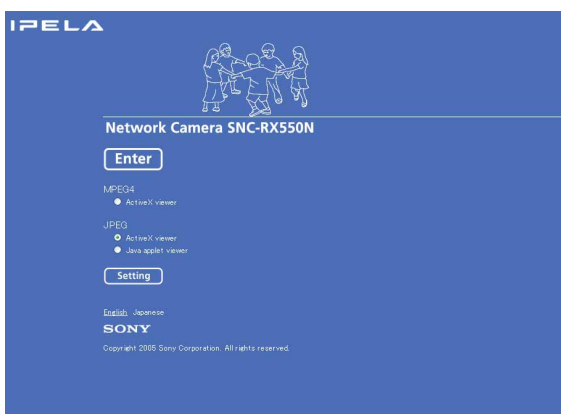 IPELA
Network Camera SNC-RX550N
Enter
MPEG4
ActiveX viewer
JPEG
ActiveX viewer
Java applet viewer
Setting
English Japanese
SONY
Copyright 2005 Sony Corporation. All rights reserved.